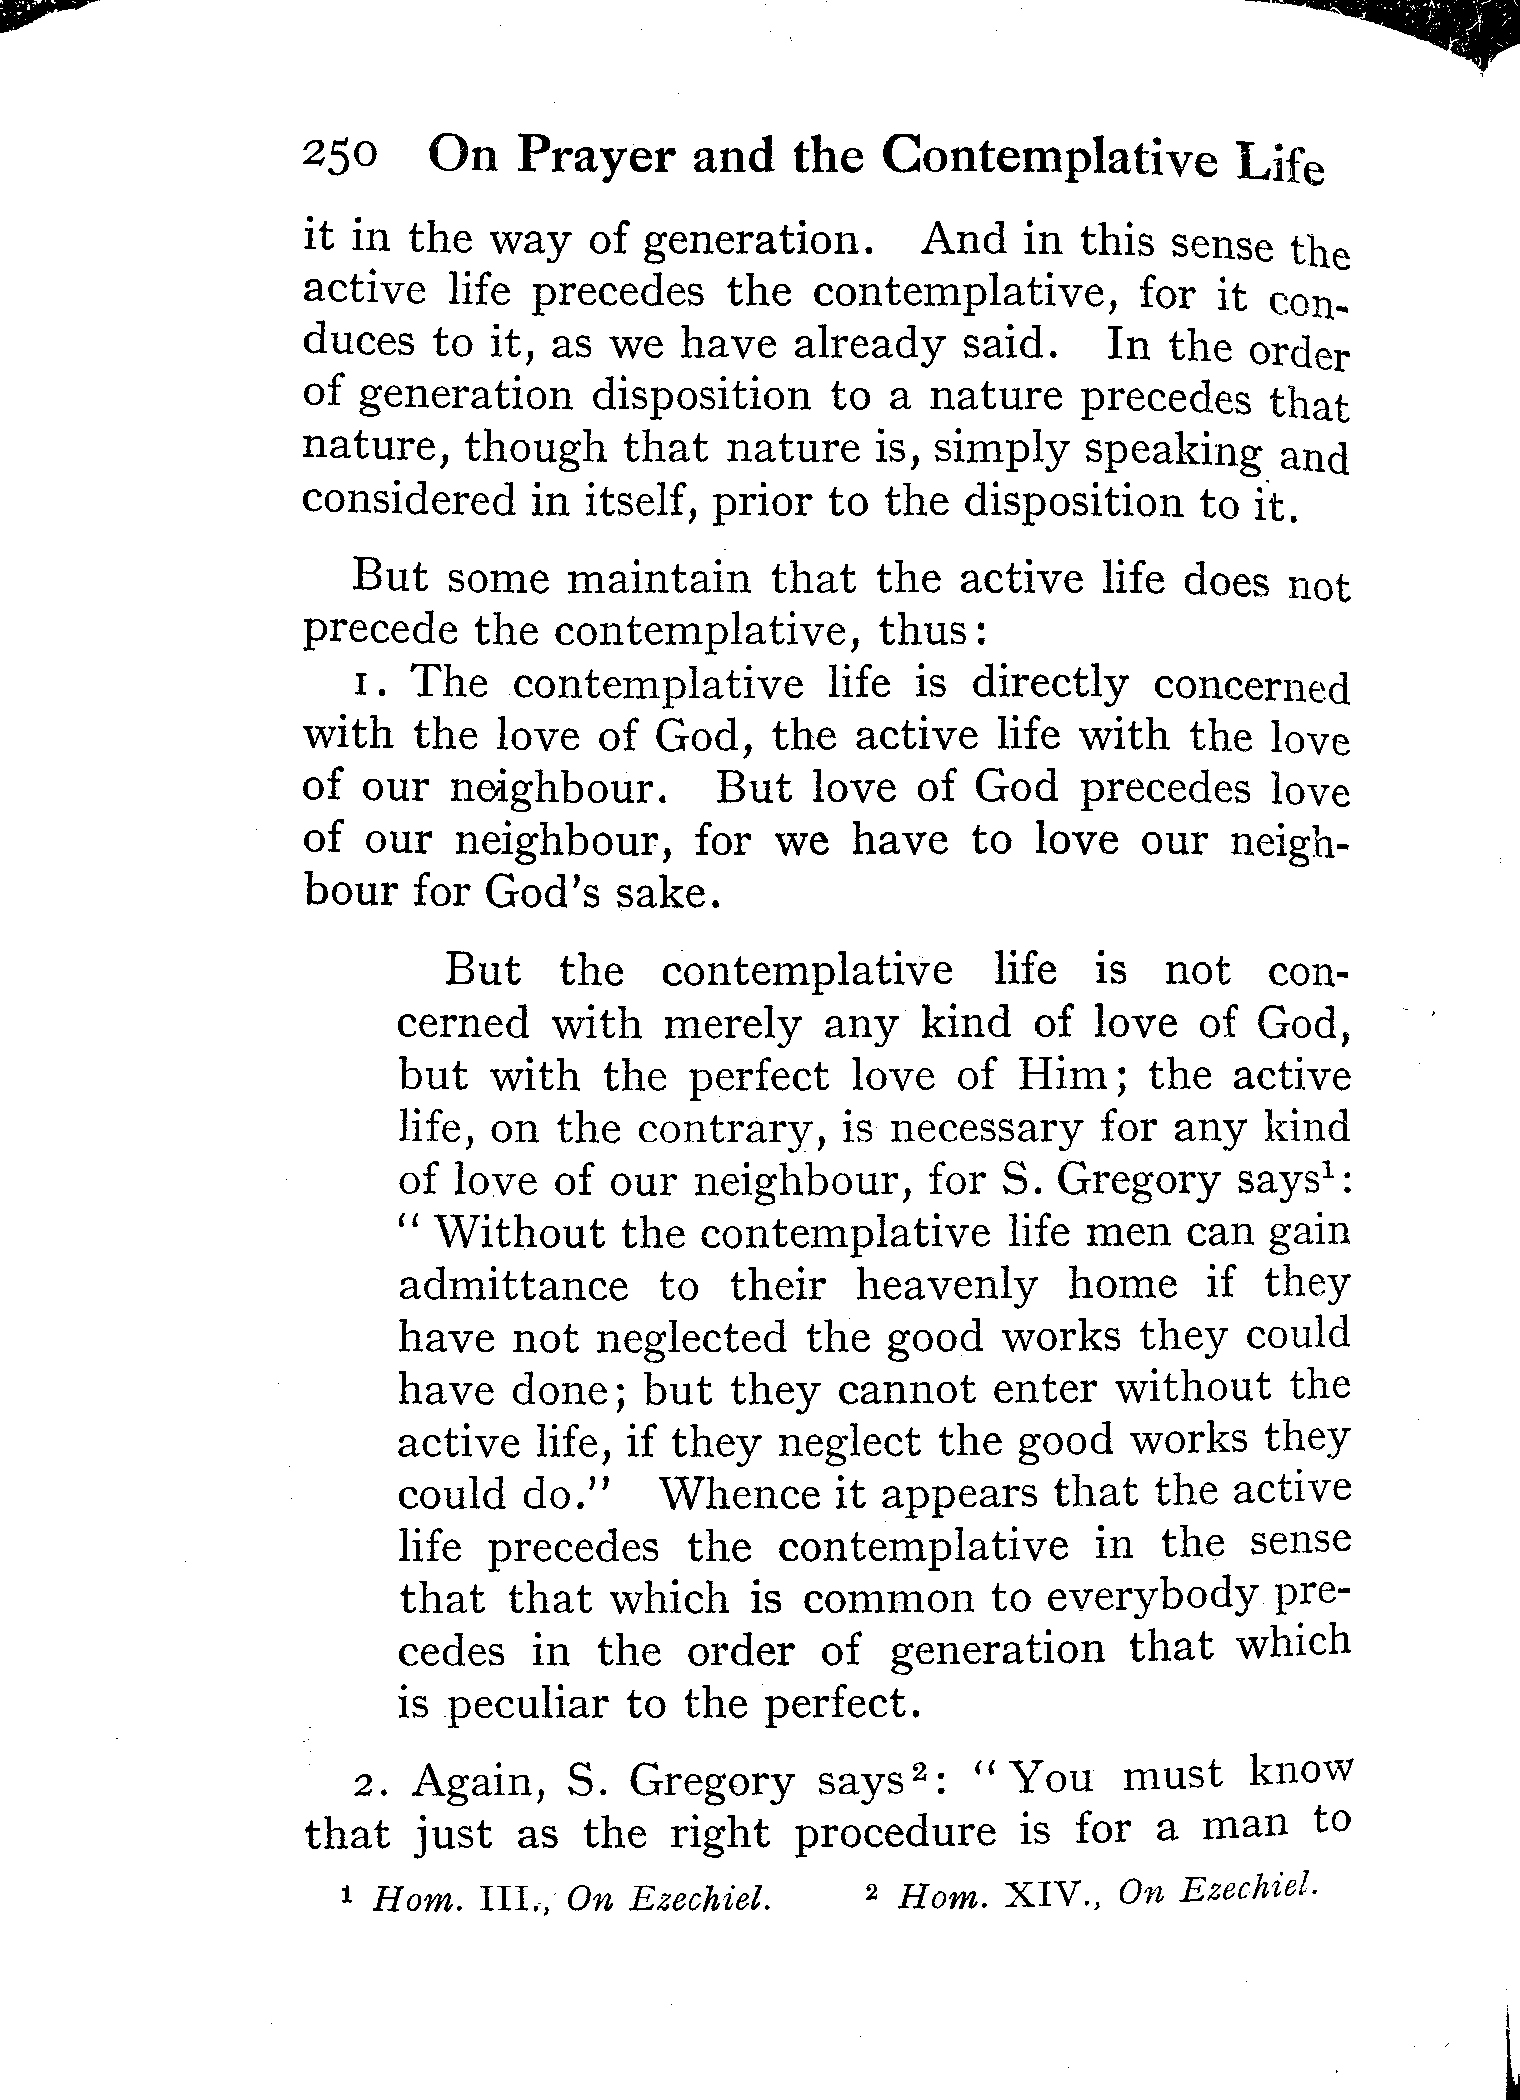 250 On Prayer and the Contemplative Life
it in the way of generation. And in this sense the
active life precedes the contemplative, for it con-
duces to it, as we have already said. In the order
of generation disposition to a nature precedes that
nature, though that nature is, simply speaking and
considered in itself, prior to the disposition to it.
But some maintain that the active life does not
precede the contemplative, thus:
1. The contemplative life is directly concerned
with the love of God, the active life with the love
of our neighbour. But love of God precedes love
of our neighbour, for we have to love our neigh-
bour for God's sake.
But the contemplative life is not con-
cerned with merely any kind of love of God,
but with the perfect love of Him; the active
life, on the contrary, is necessary for any kind
of love of our neighbour, for S. Gregory says¹:
"Without the contemplative life men can gain
admittance to their heavenly home if they
have not neglected the good works they could
have done; but they cannot enter without the
active life, if they neglect the good works they
could do." Whence it appears that the active
life precedes the contemplative in the sense
that that which is common to everybody pre-
cedes in the order of generation that which
is peculiar to the perfect.
2. Again, S. Gregory says²: "You must know
that just as the right procedure is for a man to
¹ Hom. III., On Ezechiel. ² Hom. XIV., On Ezechiel.